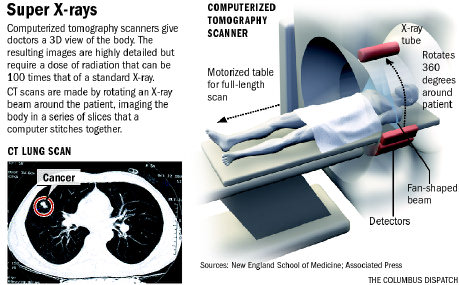 Super X-rays
Computerized tomography scanners give
doctors a 3D view of the body. The
resulting images are highly detailed but
require a dose of radiation that can be
100 times that of a standard X-ray.
CT scans are made by rotating an X-ray
beam around the patient, imaging the
body in a series of slices that a
computer stitches together.
CT LUNG SCAN
Cancer
COMPUTERIZED
TOMOGRAPHY
SCANNER
Motorized table
for full-length
scan
X-ray
tube
Rotates
360
degrees
around
patient
Fan-shaped
beam
Detectors
Sources: New England School of Medicine; Associated Press
THE COLUMBUS DISPATCH